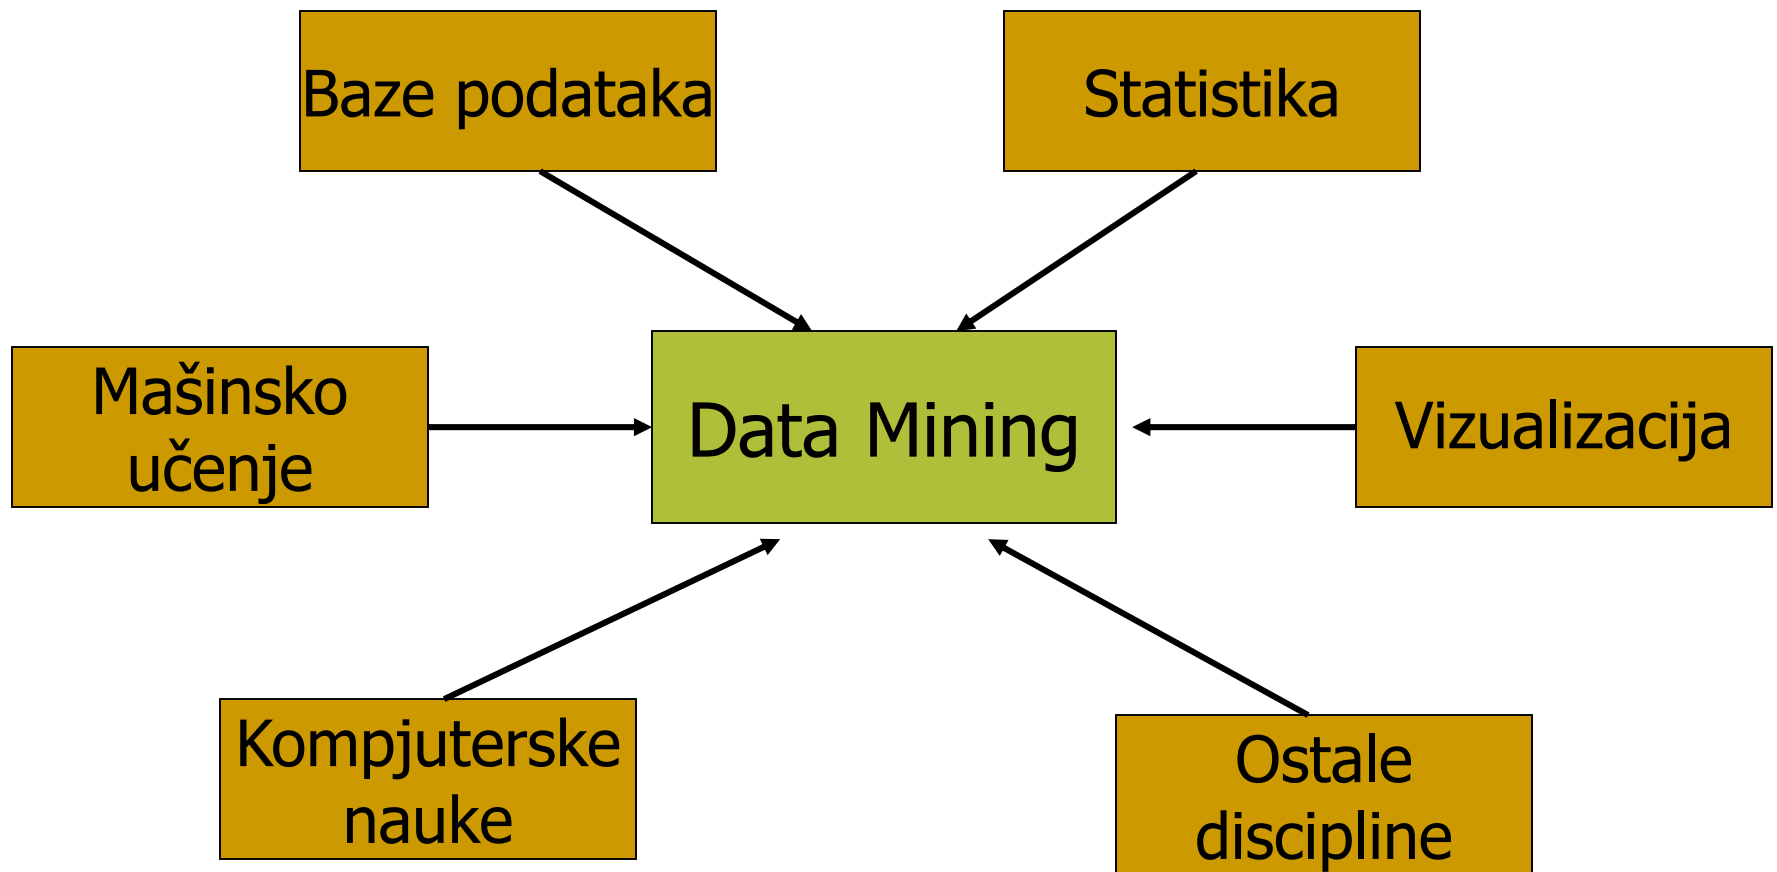 Baze podataka
Statistika
Mašinsko
učenje
Data Mining
Vizualizacija
Kompjuterske
nauke
Ostale
discipline